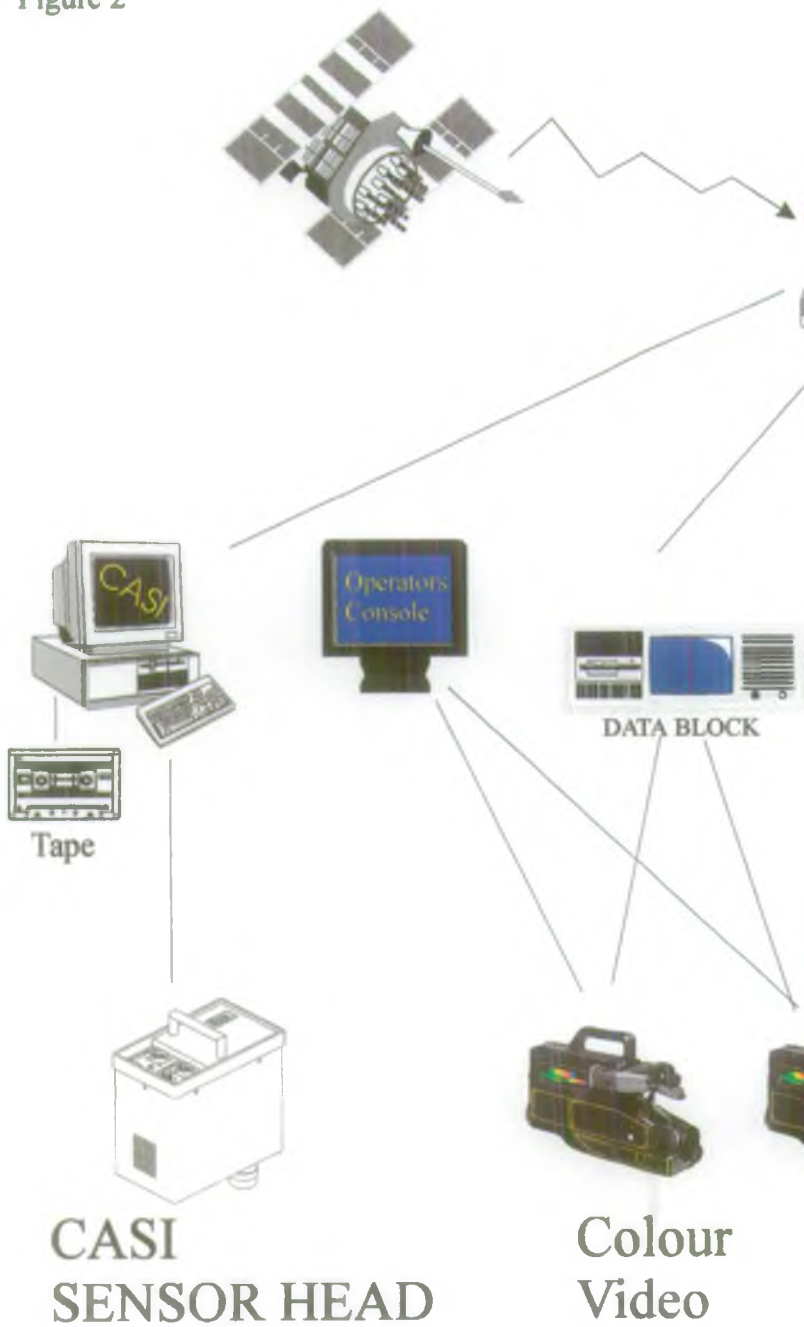 Figure 2
CASI
Operators
Console
DATA BLOCK
Tape
CASI
SENSOR HEAD
Colour
Video